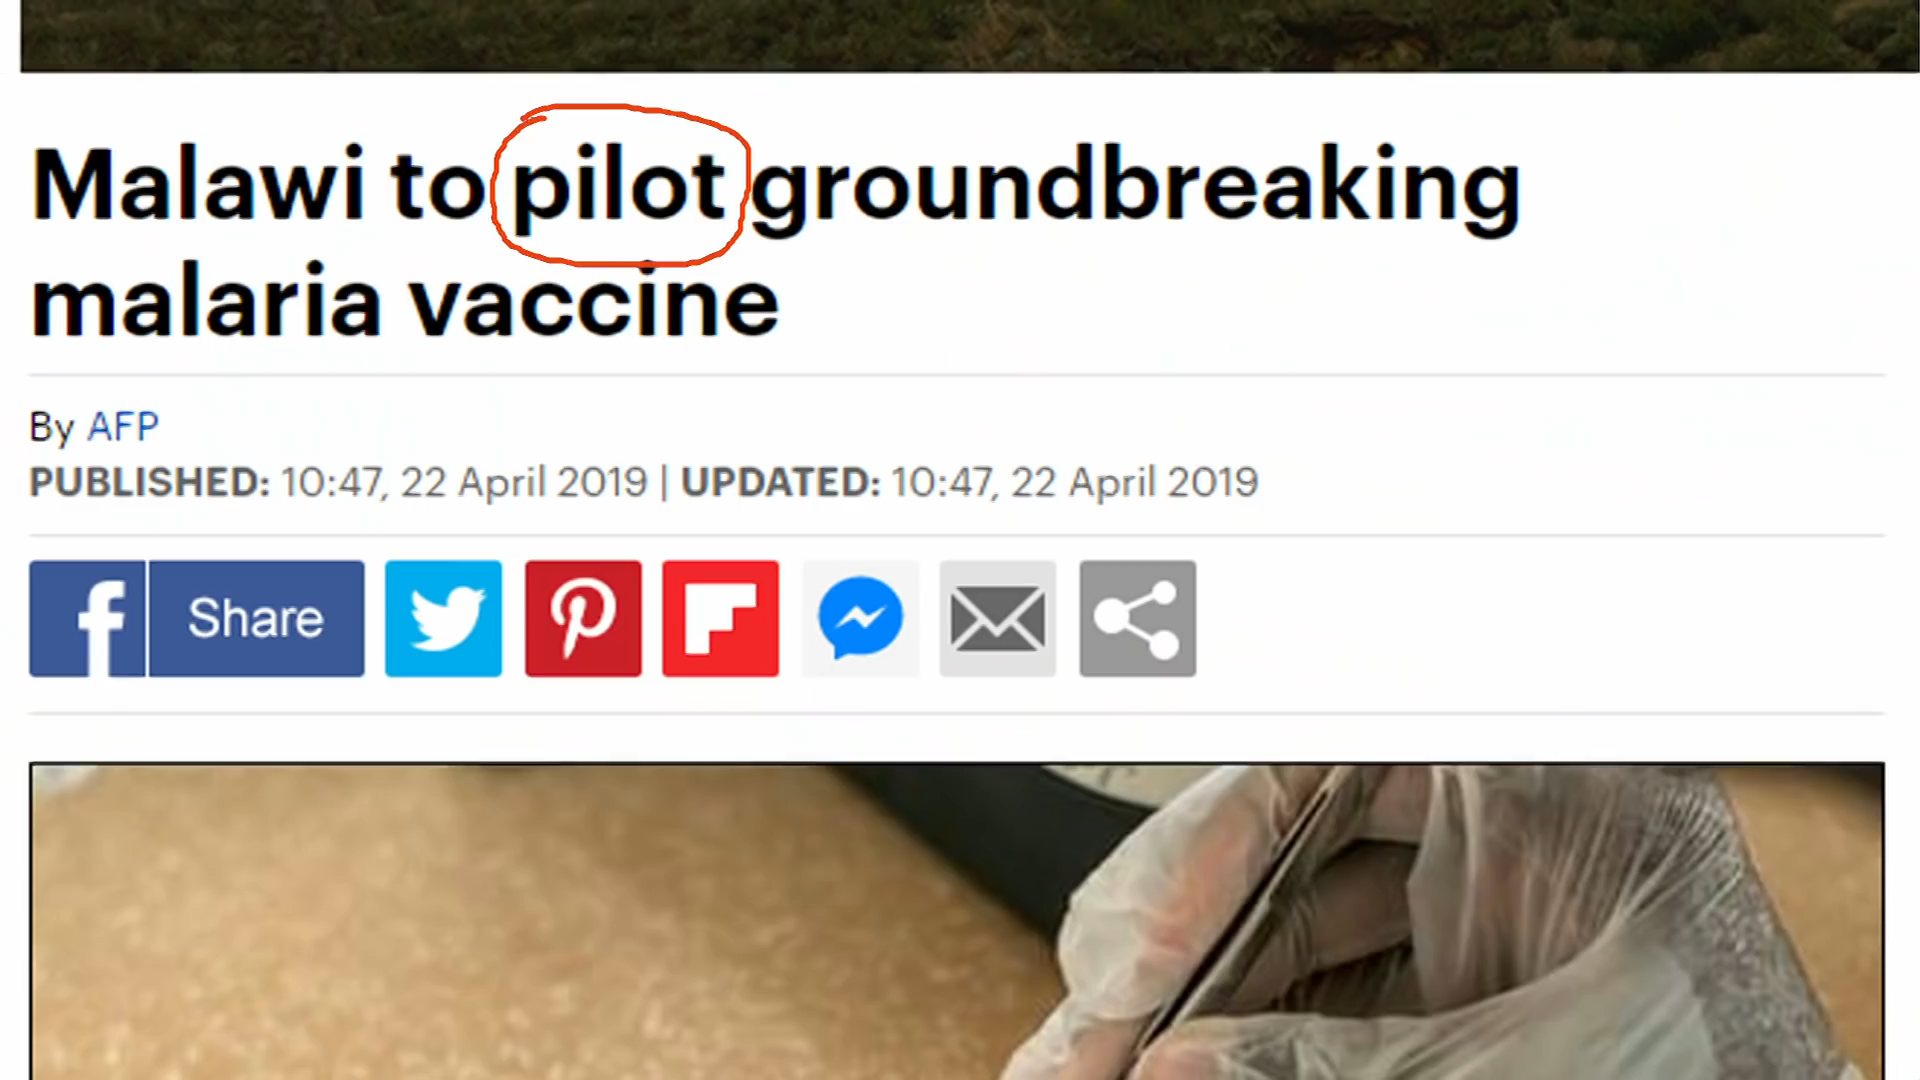 Malawi to pilot groundbreaking
malaria vaccine
By AFP
PUBLISHED: 10:47, 22 April 2019 | UPDATED: 10:47, 22 April 2019
Share